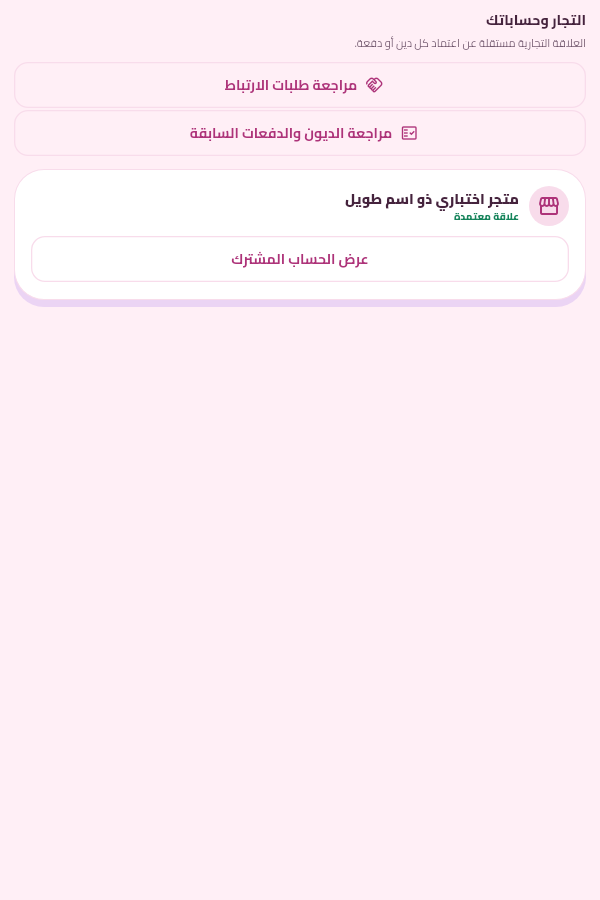 التجار وحساباتك
العلاقة التجارية مستقلة عن اعتماد كل دين أو دفعة.
مراجعة طلبات الارتباط
مراجعة الديون والدفعات السابقة
متجر اختباري ذو اسم طويل
علاقة معتمدة
عرض الحساب المشترك